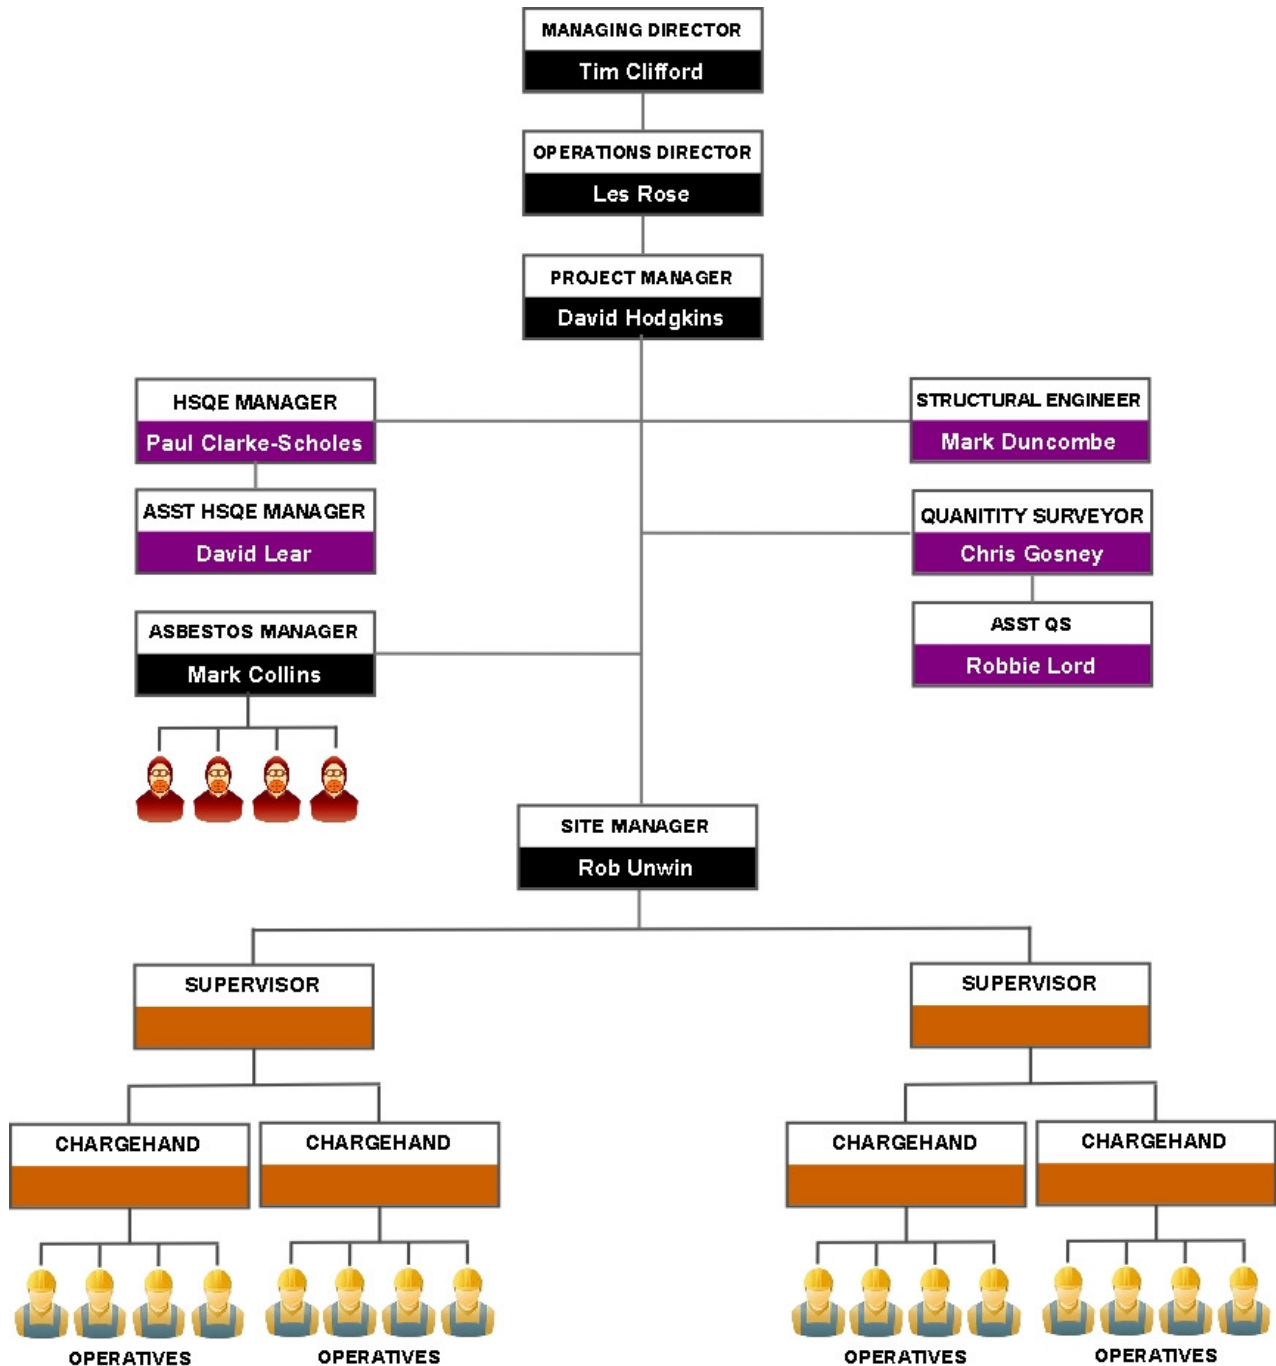 MANAGING DIRECTOR
Tim Clifford
OPERATIONS DIRECTOR
Les Rose
PROJECT MANAGER
David Hodgkins
HSQE MANAGER
Paul Clarke-Scholes
STRUCTURAL ENGINEER
Mark Duncombe
ASST HSQE MANAGER
David Lear
QUANITITY SURVEYOR
Chris Gosney
ASBESTOS MANAGER
Mark Collins
ASST QS
Robbie Lord
SITE MANAGER
Rob Unwin
SUPERVISOR
SUPERVISOR
CHARGEHAND
CHARGEHAND
CHARGEHAND
CHARGEHAND
OPERATIVES
OPERATIVES
OPERATIVES
OPERATIVES